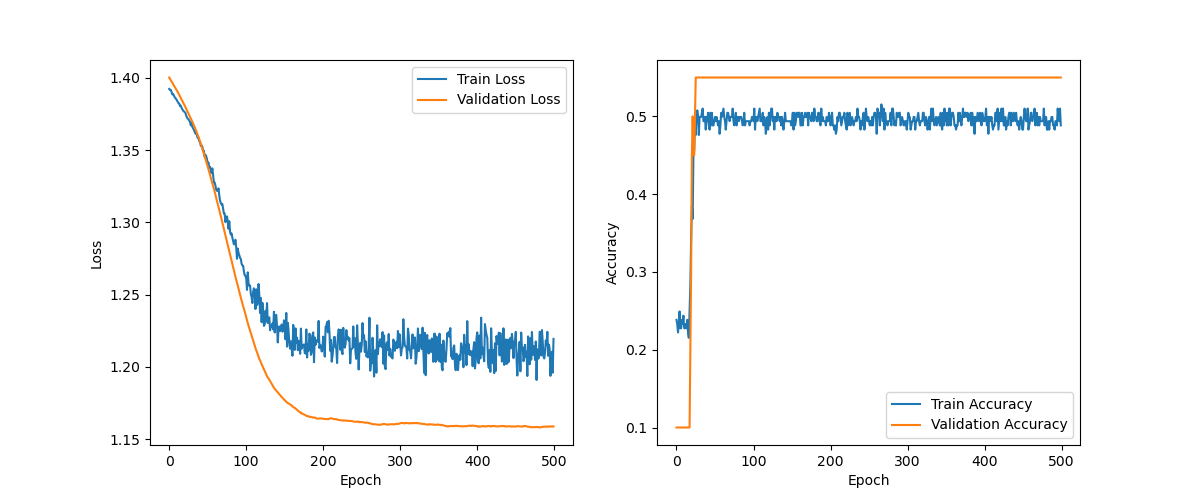 1.40
1.35
1.30
1.25
1.20
1.15
Loss
0
100
200
300
400
500
Epoch
Train Loss
Validation Loss
0.5
0.4
0.3
0.2
0.1
Accuracy
0
100
200
300
400
500
Epoch
Train Accuracy
Validation Accuracy